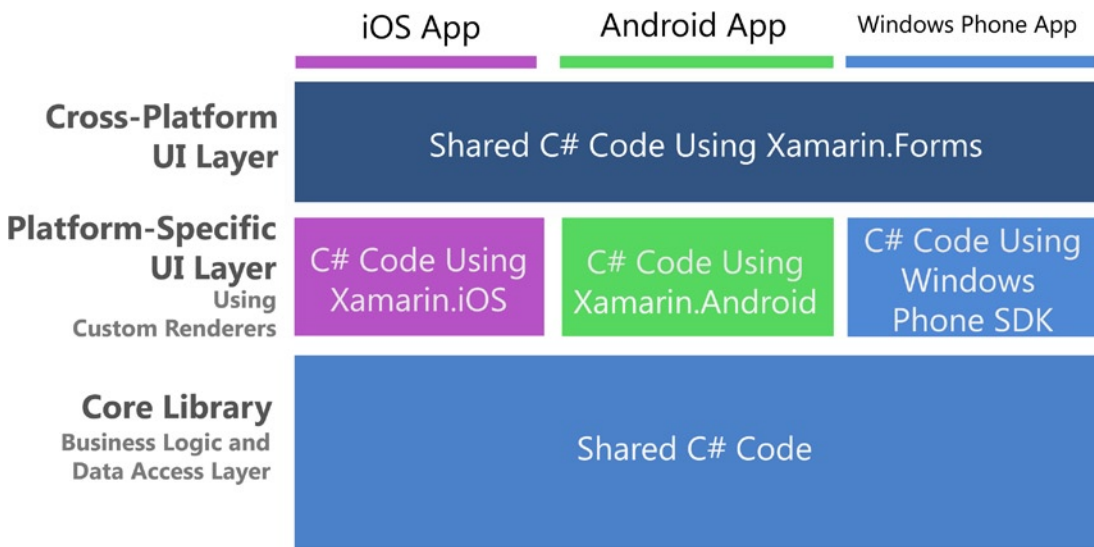 iOS App
Android App
Windows Phone App
Cross-Platform
UI Layer
Shared C# Code Using Xamarin.Forms
Platform-Specific
UI Layer
Using
Custom Renderers
C# Code Using
Xamarin.iOS
C# Code Using
Xamarin.Android
C# Code Using
Windows
Phone SDK
Core Library
Business Logic and
Data Access Layer
Shared C# Code